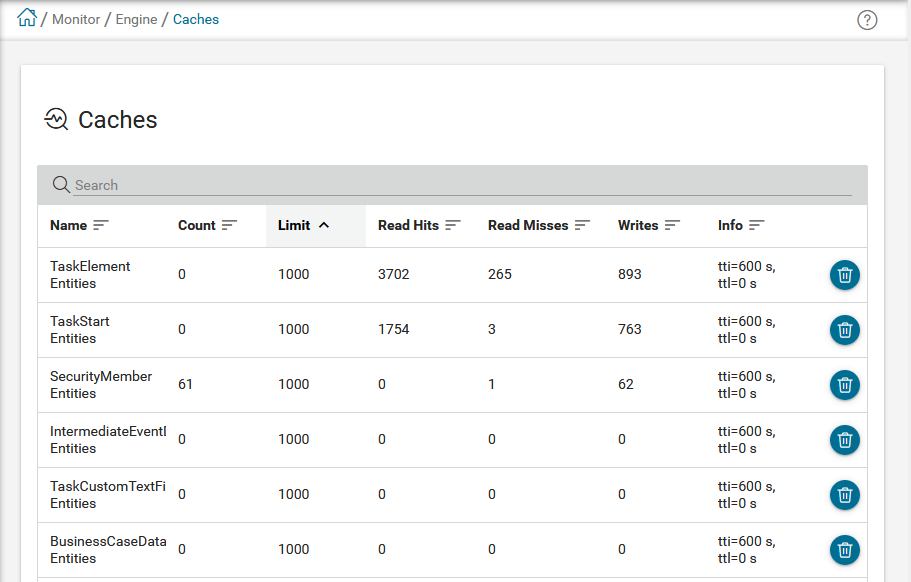 / Monitor / Engine / Caches
?
Caches
Search
Name Count Limit Read Hits Read Misses Writes Info
TaskElement
Entities
0 1000 3702 265 893
tti=600 s,
ttl=0 s
TaskStart
Entities
0 1000 1754 3 763
tti=600 s,
ttl=0 s
SecurityMember
Entities
61 1000 0 1 62
tti=600 s,
ttl=0 s
IntermediateEventI
Entities
0 1000 0 0 0
tti=600 s,
ttl=0 s
TaskCustomTextFi
Entities
0 1000 0 0 0
tti=600 s,
ttl=0 s
BusinessCaseData
Entities
0 1000 0 0 0
tti=600 s,
ttl=0 s